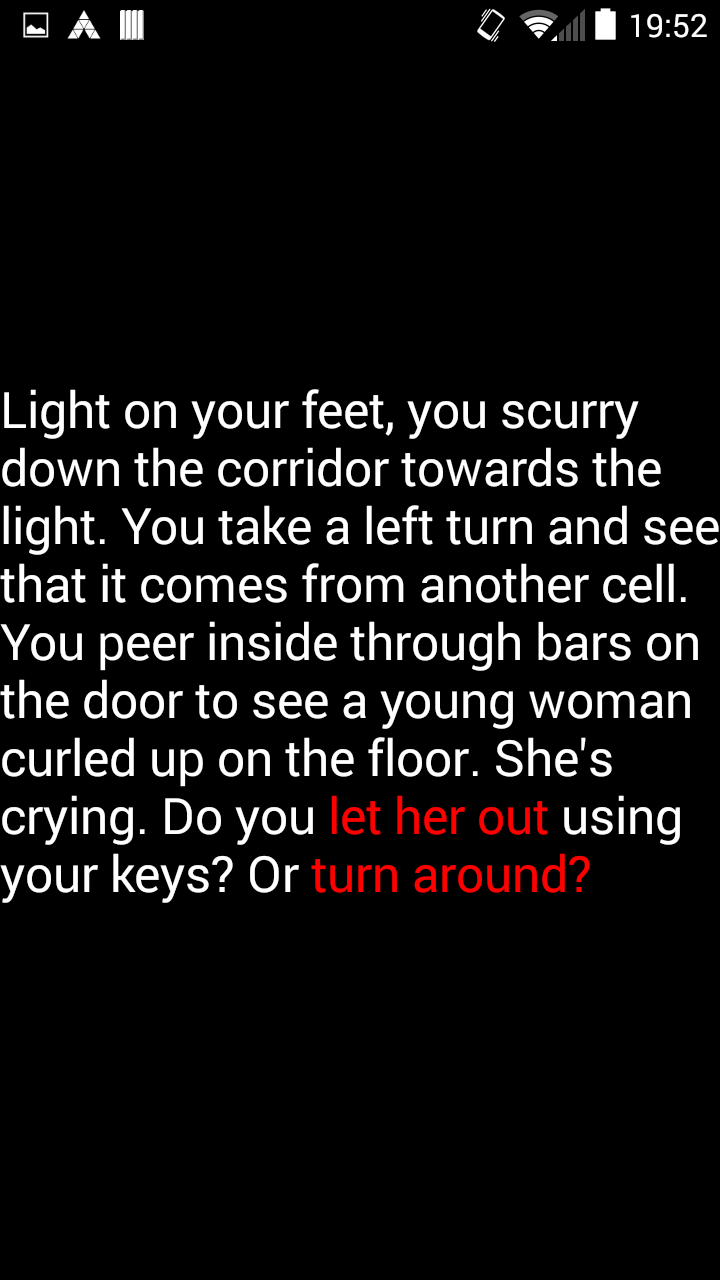 19:52
Light on your feet, you scurry
down the corridor towards the
light. You take a left turn and see
that it comes from another cell.
You peer inside through bars on
the door to see a young woman
curled up on the floor. She's
crying. Do you let her out using
your keys? Or turn around?